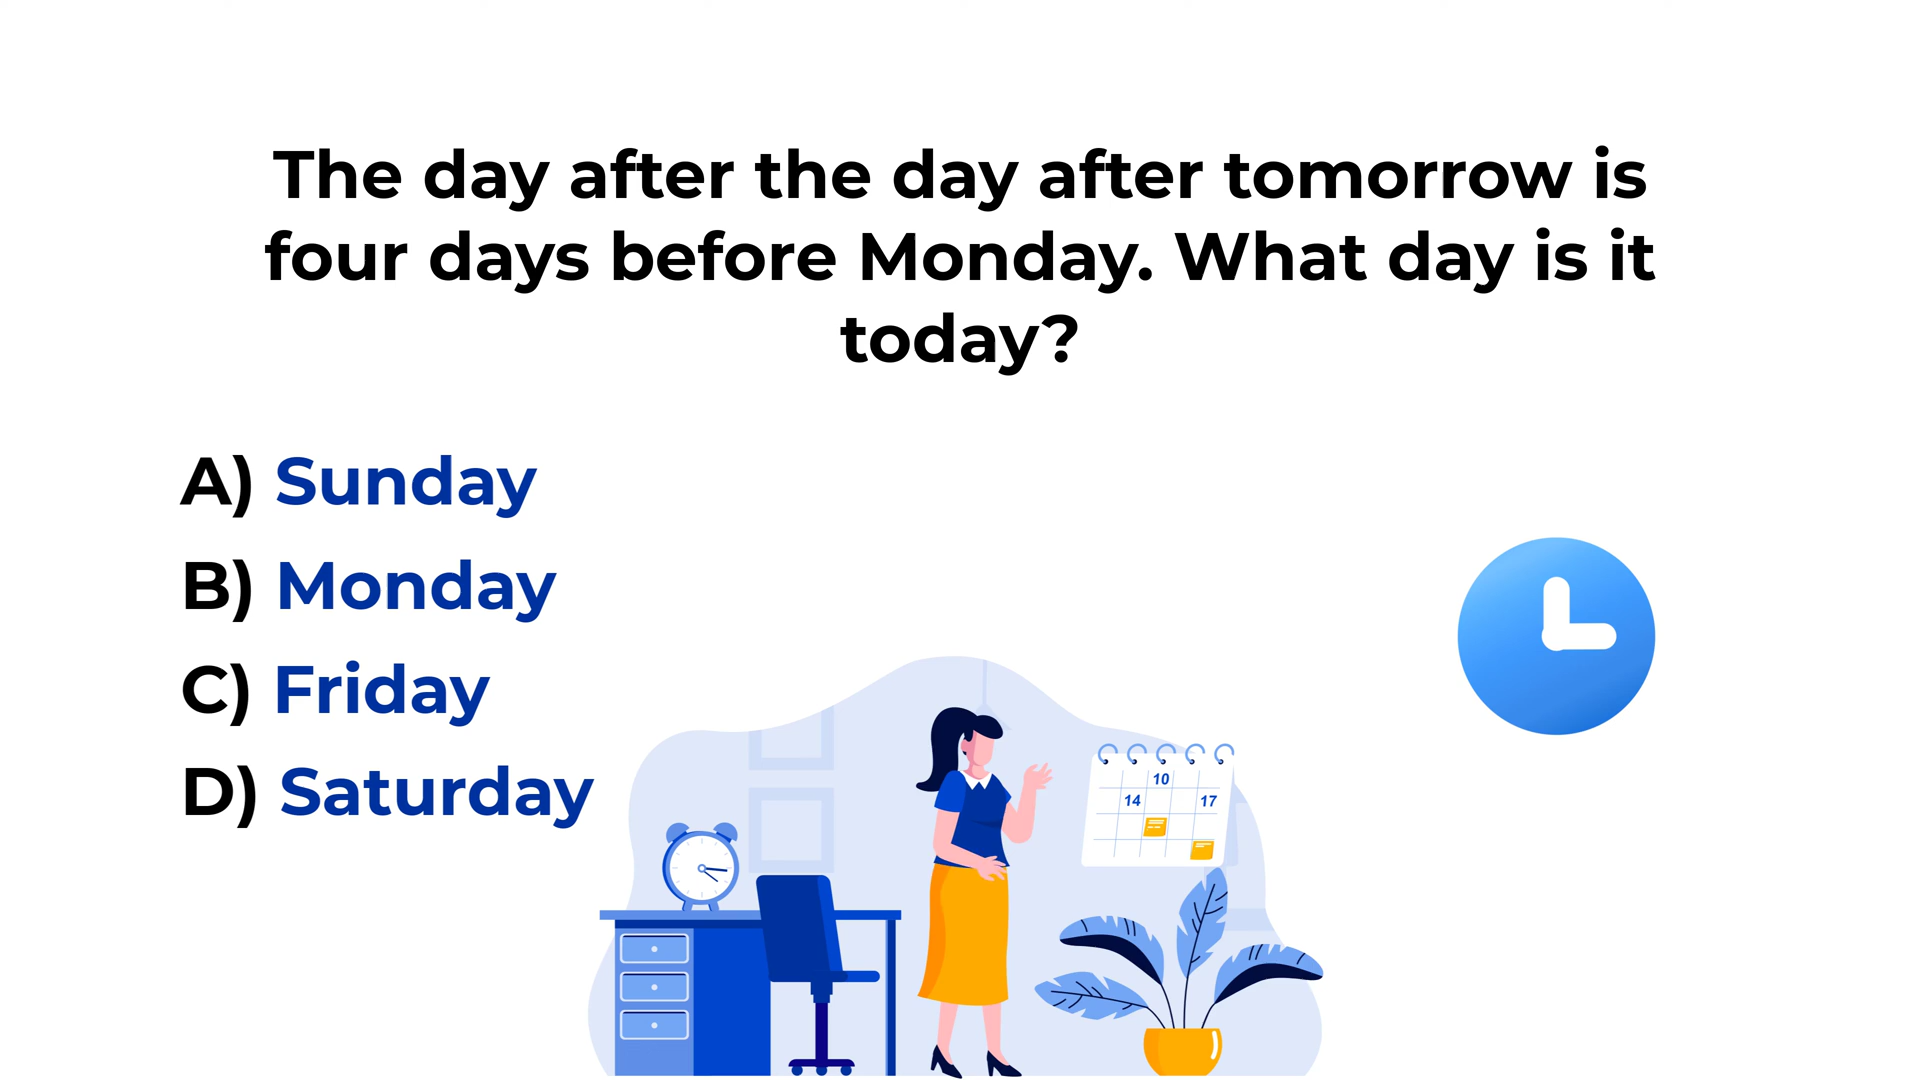 The day after the day after tomorrow is
four days before Monday. What day is it
today?
A) Sunday
B) Monday
C) Friday
D) Saturday
10
14 17